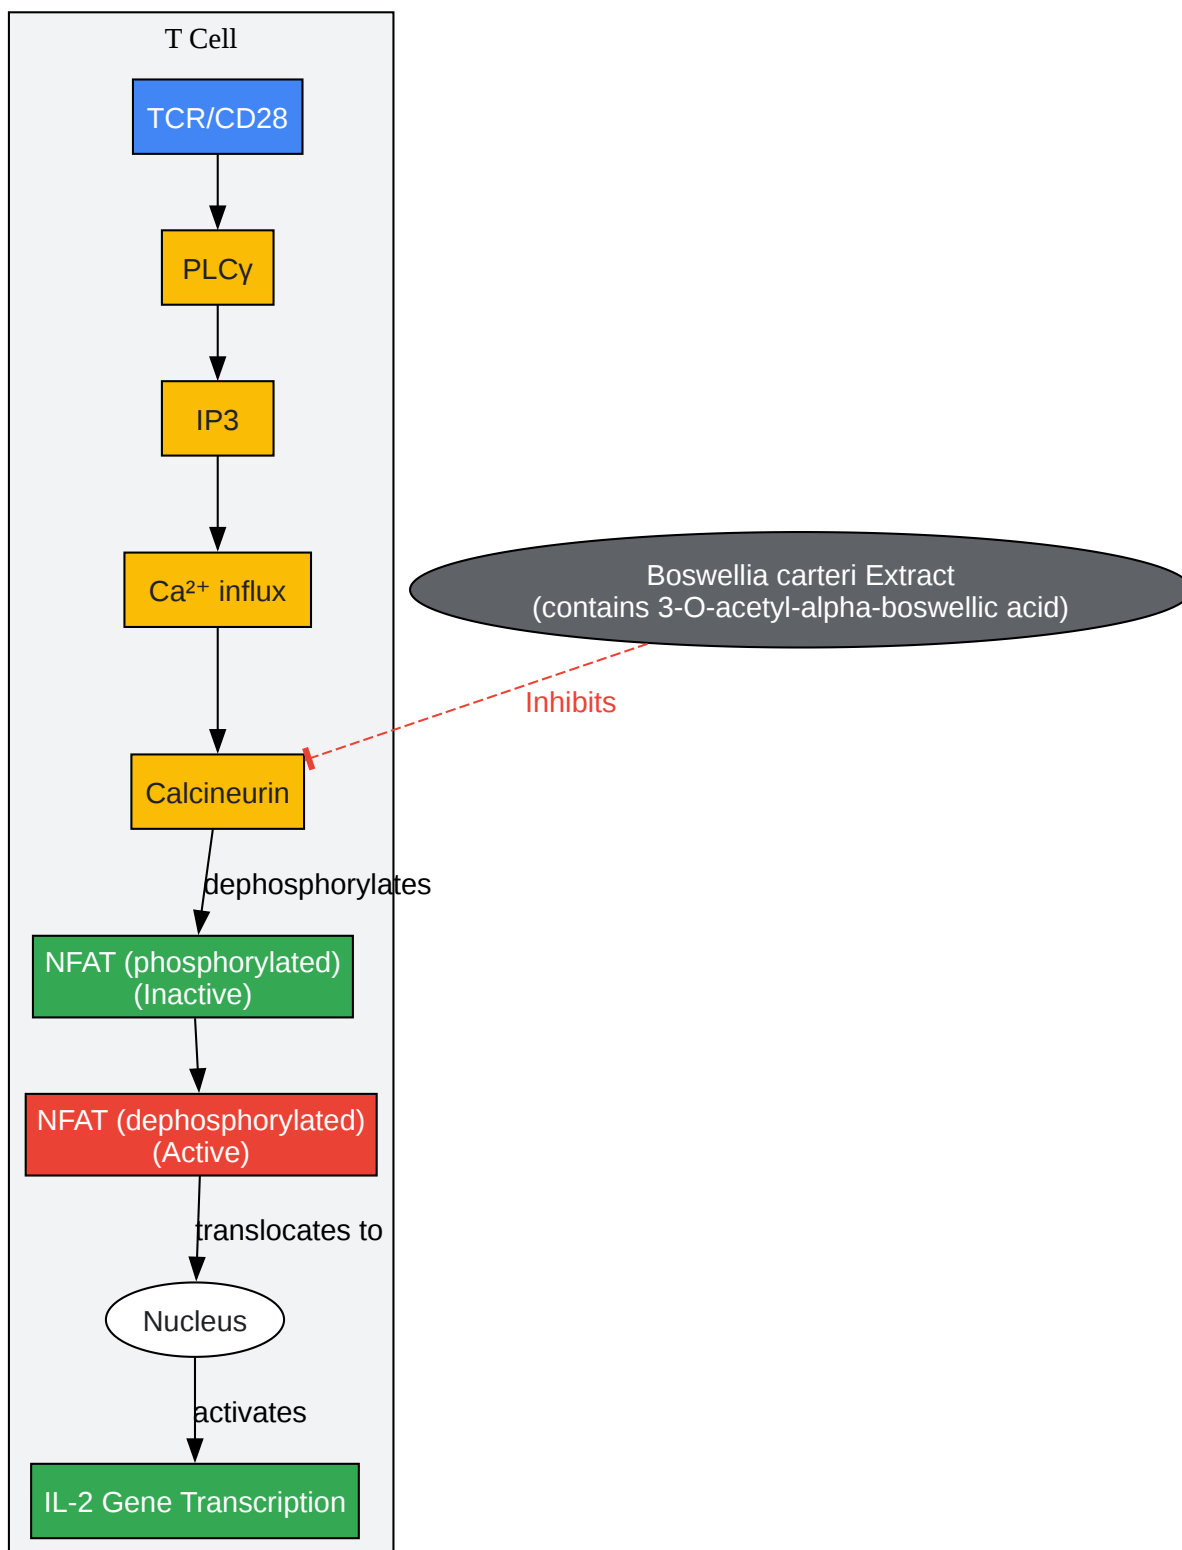 T Cell
TCR/CD28
PLCγ
IP3
Ca²⁺ influx
Boswellia carteri Extract
(contains 3-O-acetyl-alpha-boswellic acid)
Inhibits
Calcineurin
dephosphorylates
NFAT (phosphorylated)
(Inactive)
NFAT (dephosphorylated)
(Active)
translocates to
Nucleus
activates
IL-2 Gene Transcription